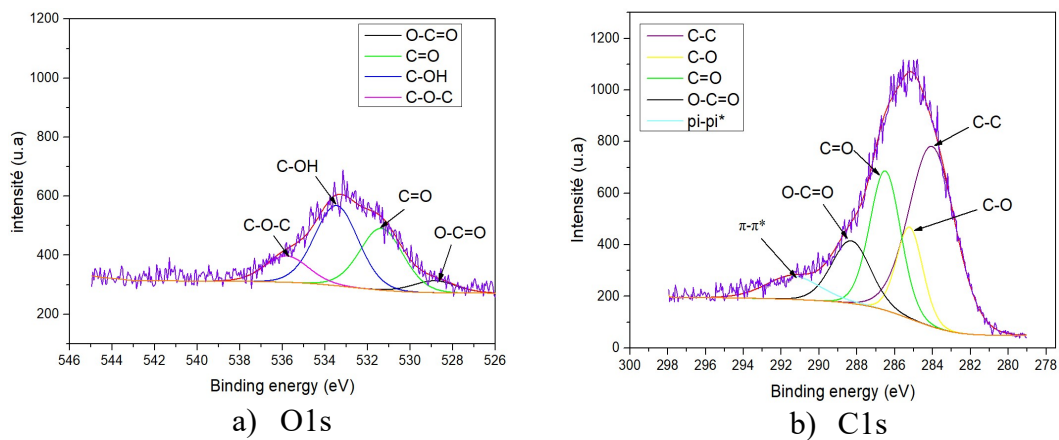 1200
1000
800
600
400
200
546 544 542 540 538 536 534 532 530 528 526
intensité (u.a)
Binding energy (eV)
O-C=O
C=O
C-OH
C-O-C
C-OH
C=O
C-O-C
O-C=O
a) O1s
1200
1000
800
600
400
200
0
300 298 296 294 292 290 288 286 284 282 280 278
Intensité (u.a)
Binding energy (eV)
C-C
C-O
C=O
O-C=O
pi-pi*
C-C
C=O
O-C=O
C-O
π-π*
b) C1s